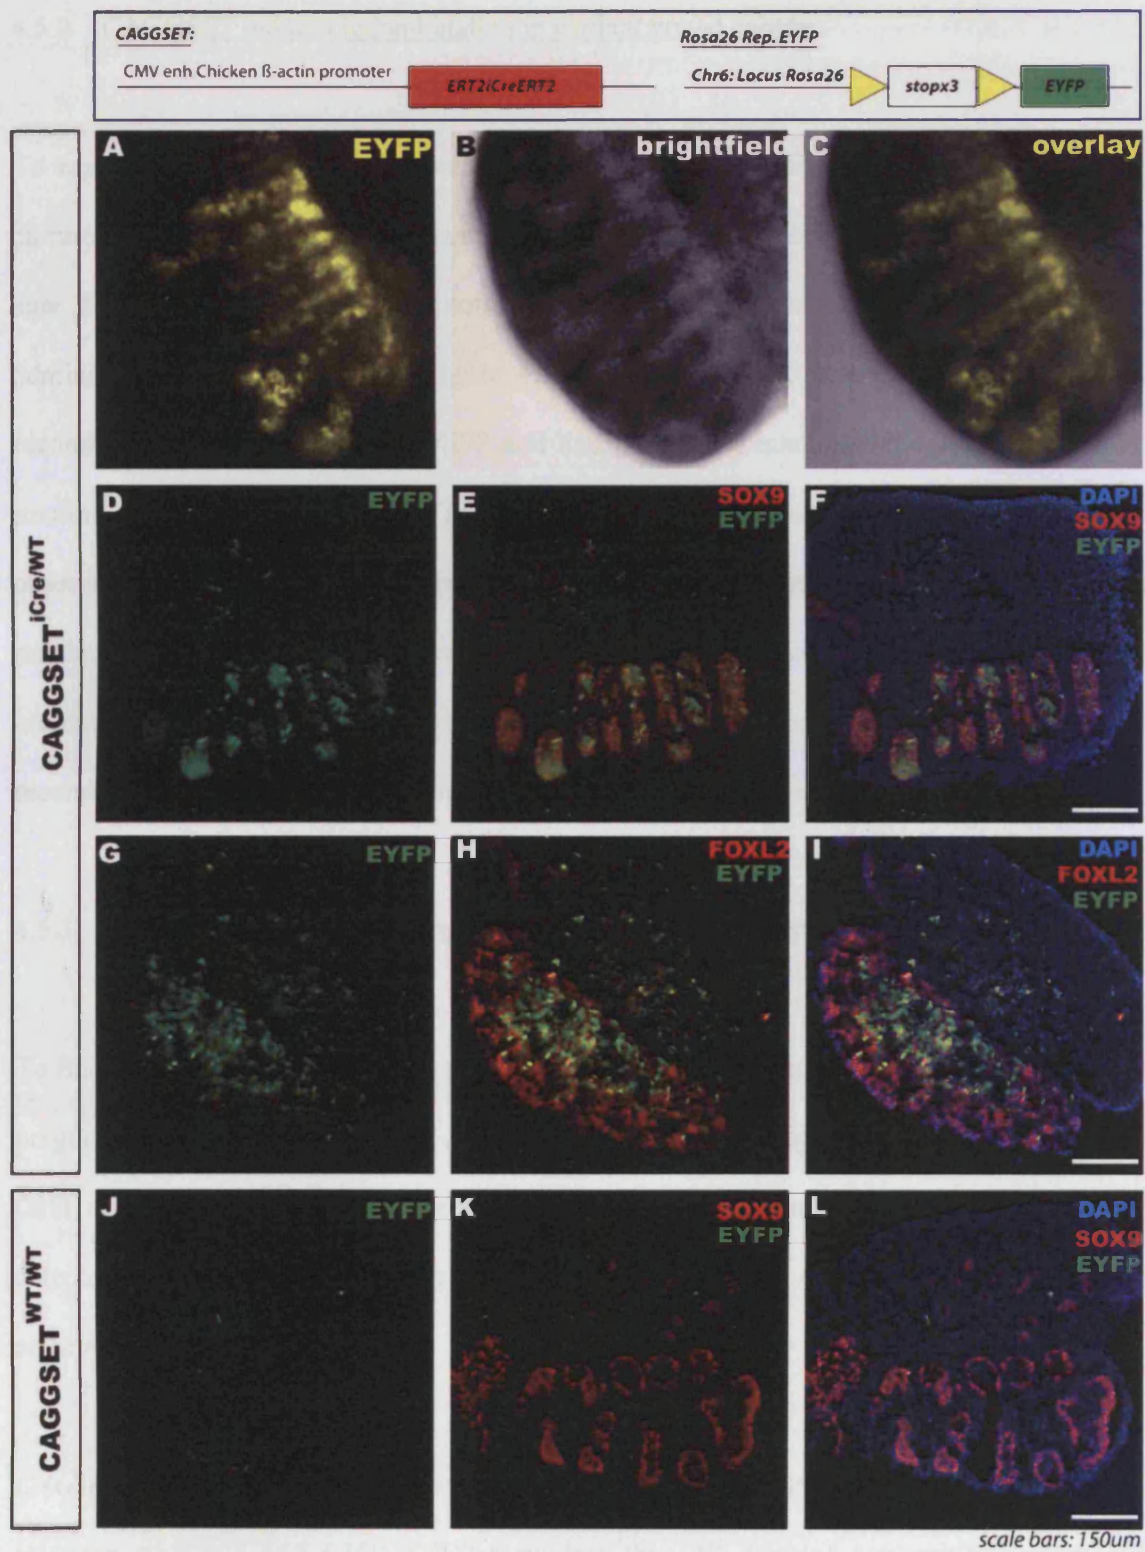 CAGGSET:
Rosa26 Rep. EYFP
CMV enh Chicken ß-actin promoter
ERT2iCreERT2
Chr6: Locus Rosa26
stopx3
EYFP
CAGGSET iCre/WT
A
EYFP
B
brightfield
C
overlay
D
EYFP
E
SOX9
EYFP
F
DAPI
SOX9
EYFP
G
EYFP
H
FOXL2
EYFP
I
DAPI
FOXL2
EYFP
CAGGSET WT/WT
J
EYFP
K
SOX9
EYFP
L
DAPI
SOX9
EYFP
scale bars: 150um